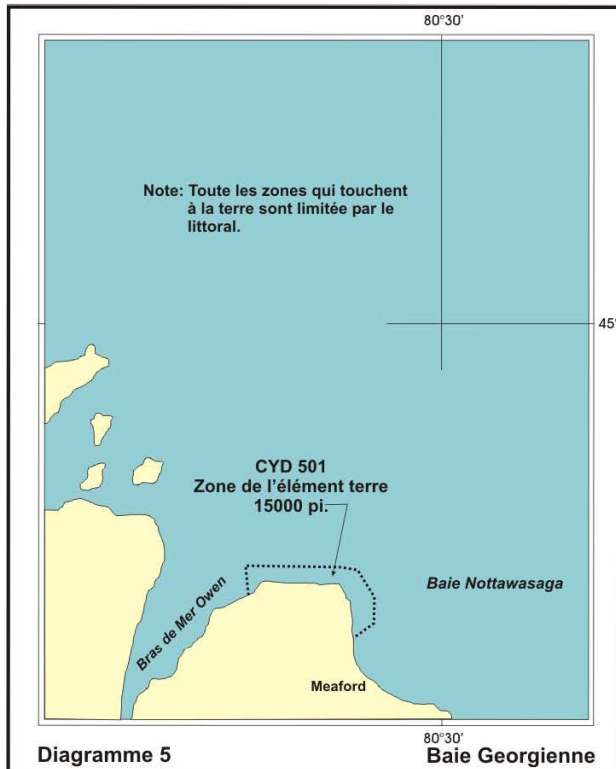 80°30'
Note: Toute les zones qui touchent
à la terre sont limitée par le
littoral.
45°
CYD 501
Zone de l'élément terre
15000 pi.
Baie Nottawasaga
Bras de Mer Owen
Meaford
80°30'
Diagramme 5
Baie Georgienne